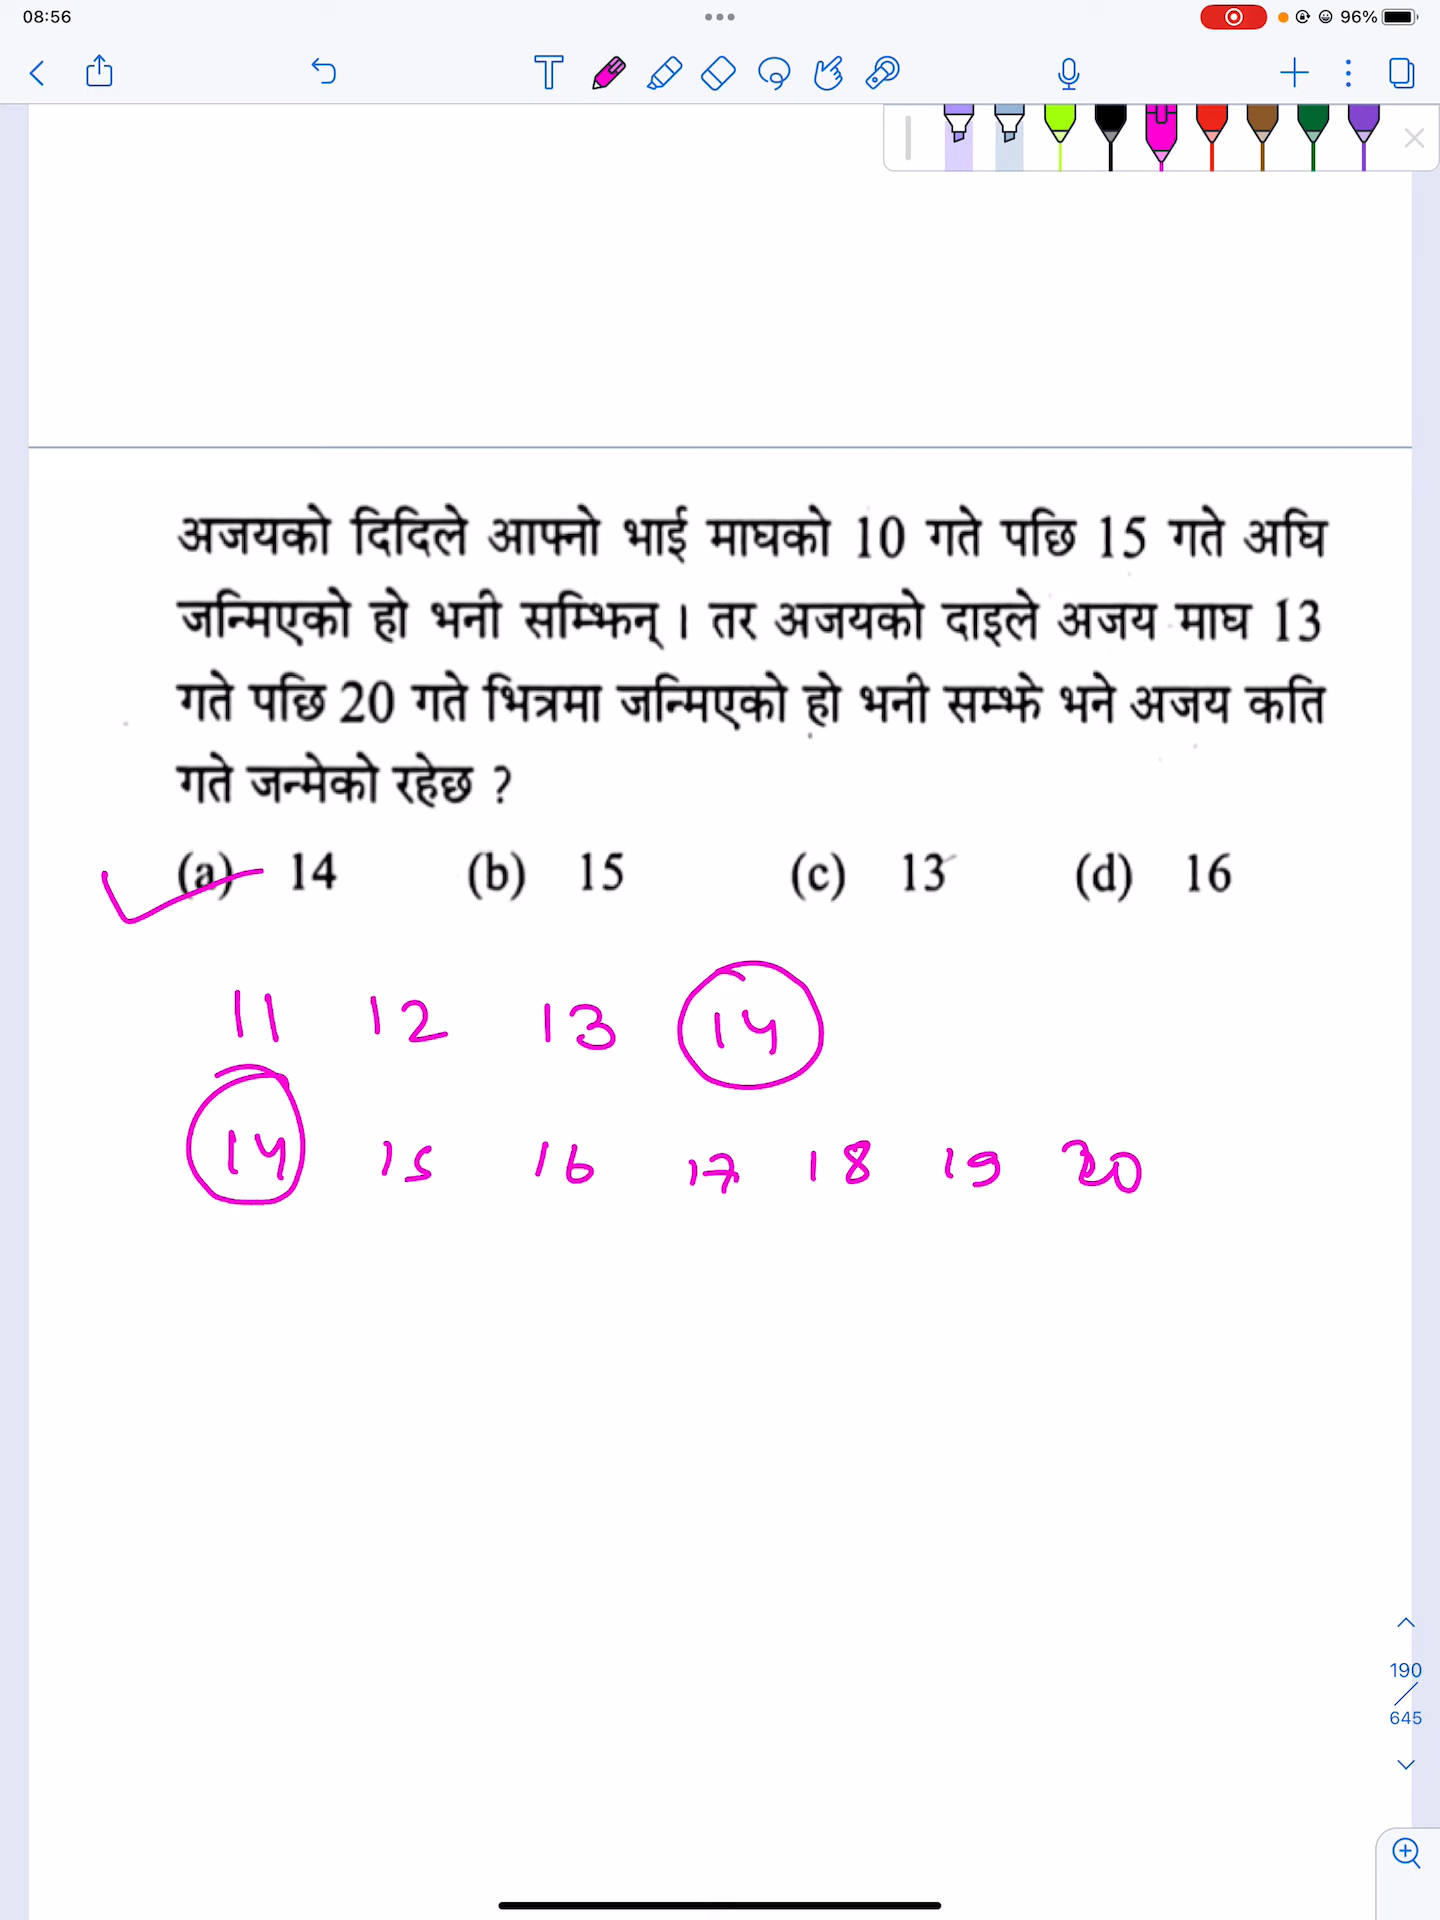 08:56
96%
अजयको दिदिले आफ्नो भाई माघको 10 गते पछि 15 गते अघि
जन्मिएको हो भनी सम्झिन् । तर अजयको दाइले अजय माघ 13
गते पछि 20 गते भित्रमा जन्मिएको हो भनी सम्झे भने अजय कति
गते जन्मेको रहेछ ?
(a) 14 (b) 15 (c) 13 (d) 16
11 12 13 14
14 15 16 17 18 19 20
190
645